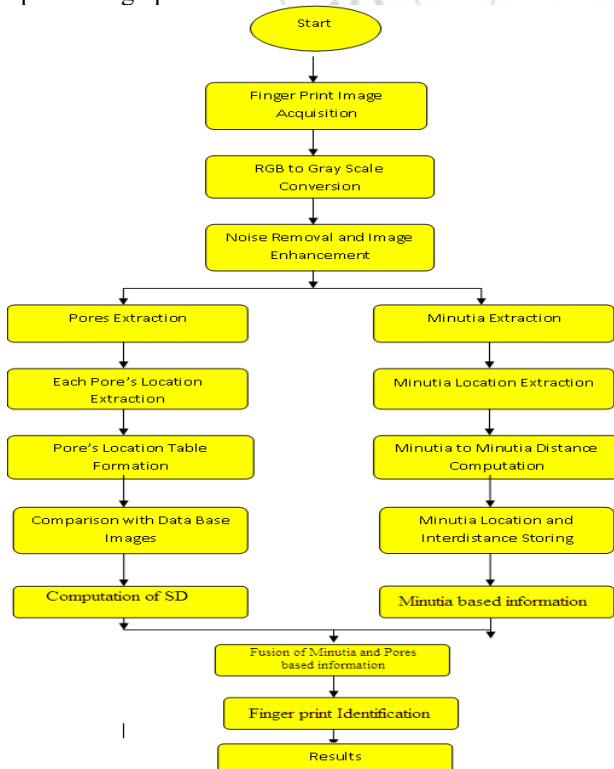 Start
Finger Print Image
Acquisition
RGB to Gray Scale
Conversion
Noise Removal and Image
Enhancement
Pores Extraction
Each Pore's Location
Extraction
Pore's Location Table
Formation
Comparison with Data Base
Images
Computation of SD
Minutia Extraction
Minutia Location Extraction
Minutia to Minutia Distance
Computation
Minutia Location and
Interdistance Storing
Minutia based information
Fusion of Minutia and Pores
based information
Finger print Identification
Results